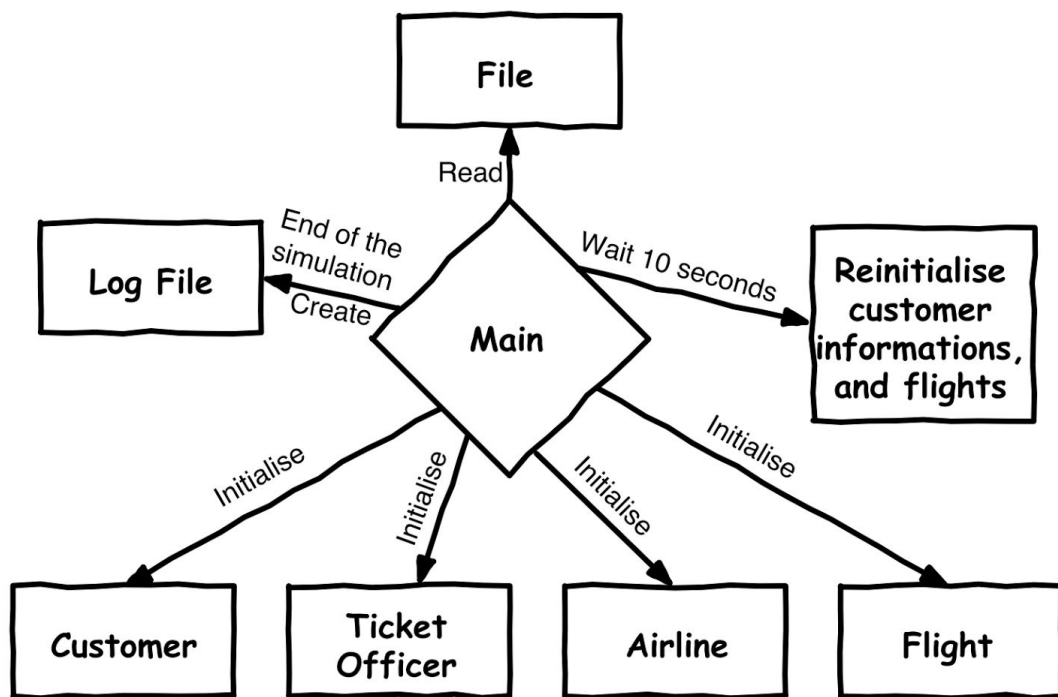 File
Read
End of the
simulation
Create
Wait 10 seconds
Log File
Main
Reinitialise
customer
informations,
and flights
Initialise
Initialise
Initialise
Initialise
Customer
Ticket
Officer
Airline
Flight